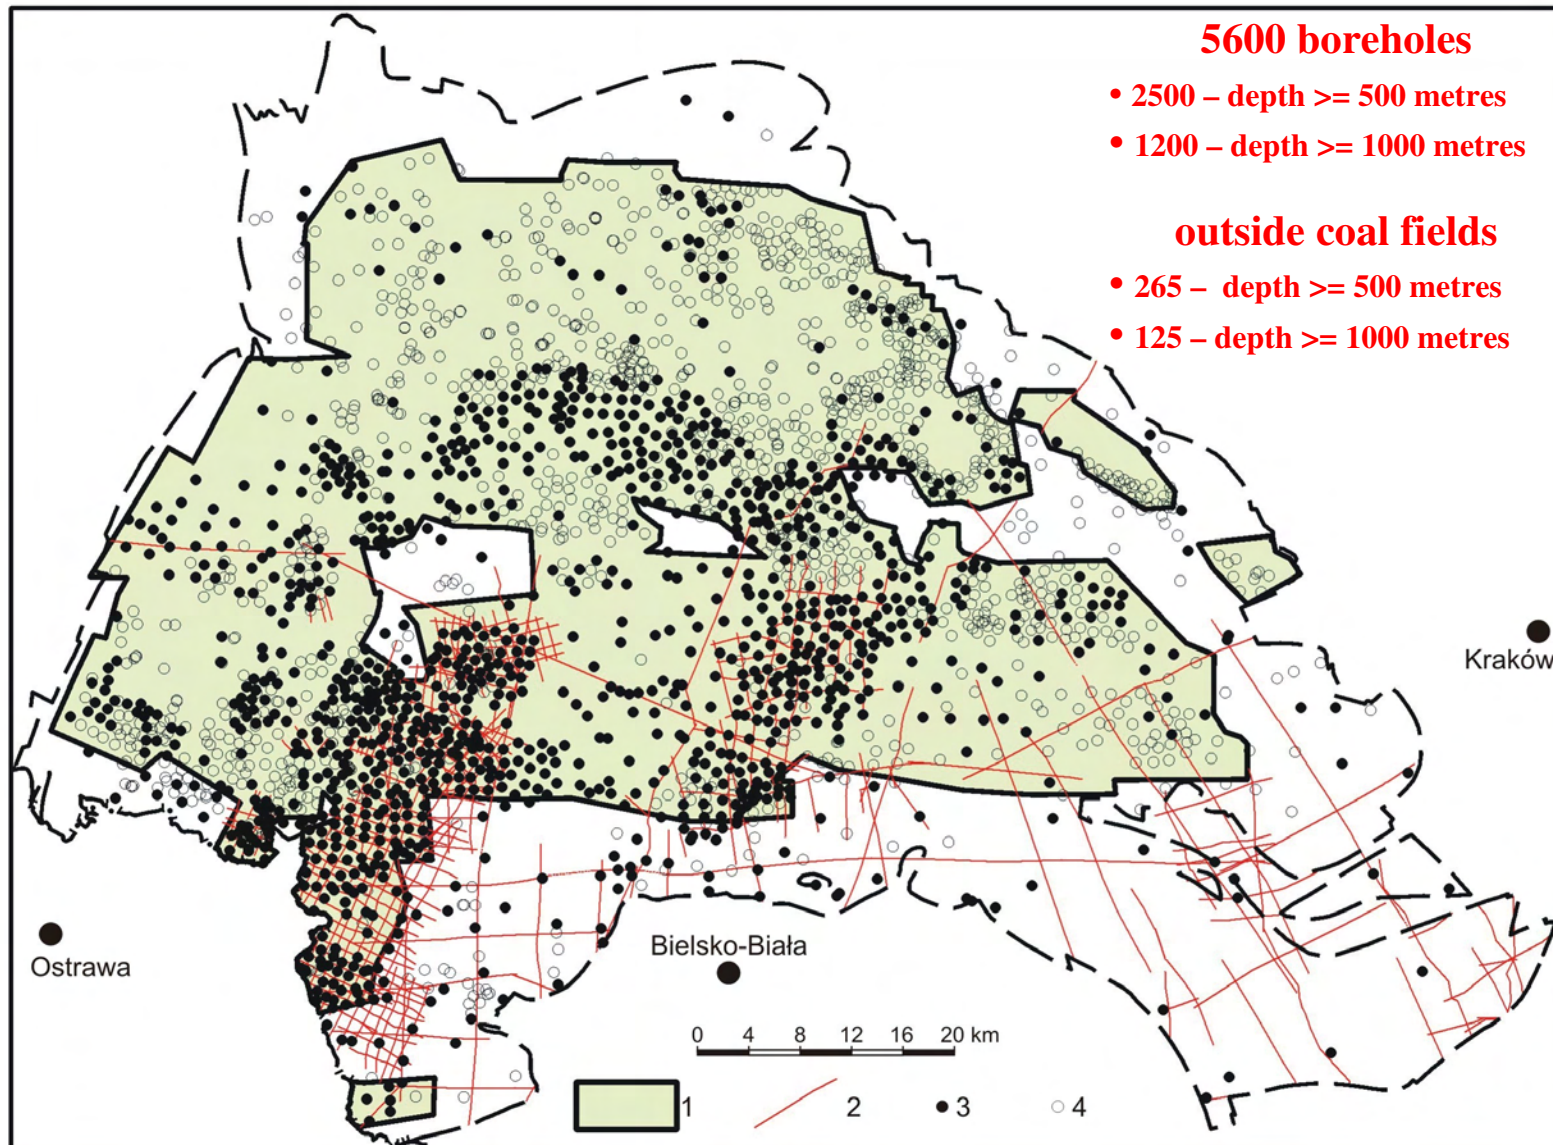 5600 boreholes
• 2500 – depth >= 500 metres
• 1200 – depth >= 1000 metres
outside coal fields
• 265 – depth >= 500 metres
• 125 – depth >= 1000 metres
Kraków
Bielsko-Biała
Ostrawa
0 4 8 12 16 20 km
1 2 3 4